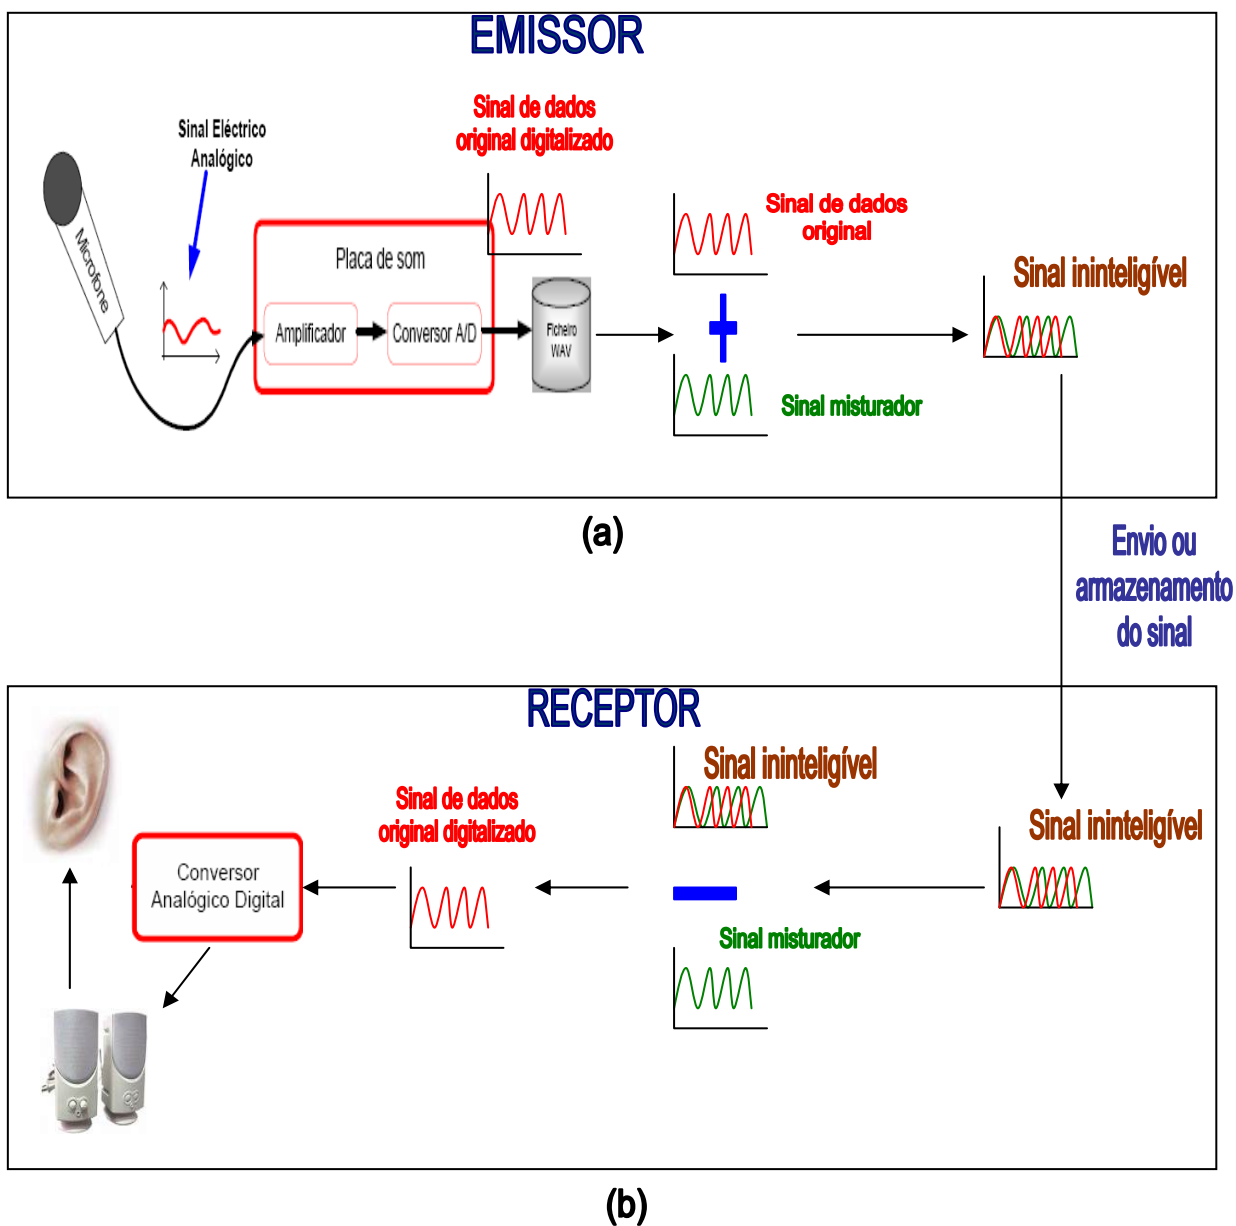 EMISSOR
Sinal de dados
original digitalizado
Sinal Eléctrico
Analógico
Microfone
Placa de som
Amplificador
Conversor A/D
Ficheiro
WAV
Sinal de dados
original
Sinal misturador
Sinal ininteligível
(a)
Envio ou
armazenamento
do sinal
RECEPTOR
Sinal ininteligível
Sinal ininteligível
Sinal de dados
original digitalizado
Conversor
Analógico Digital
Sinal misturador
(b)